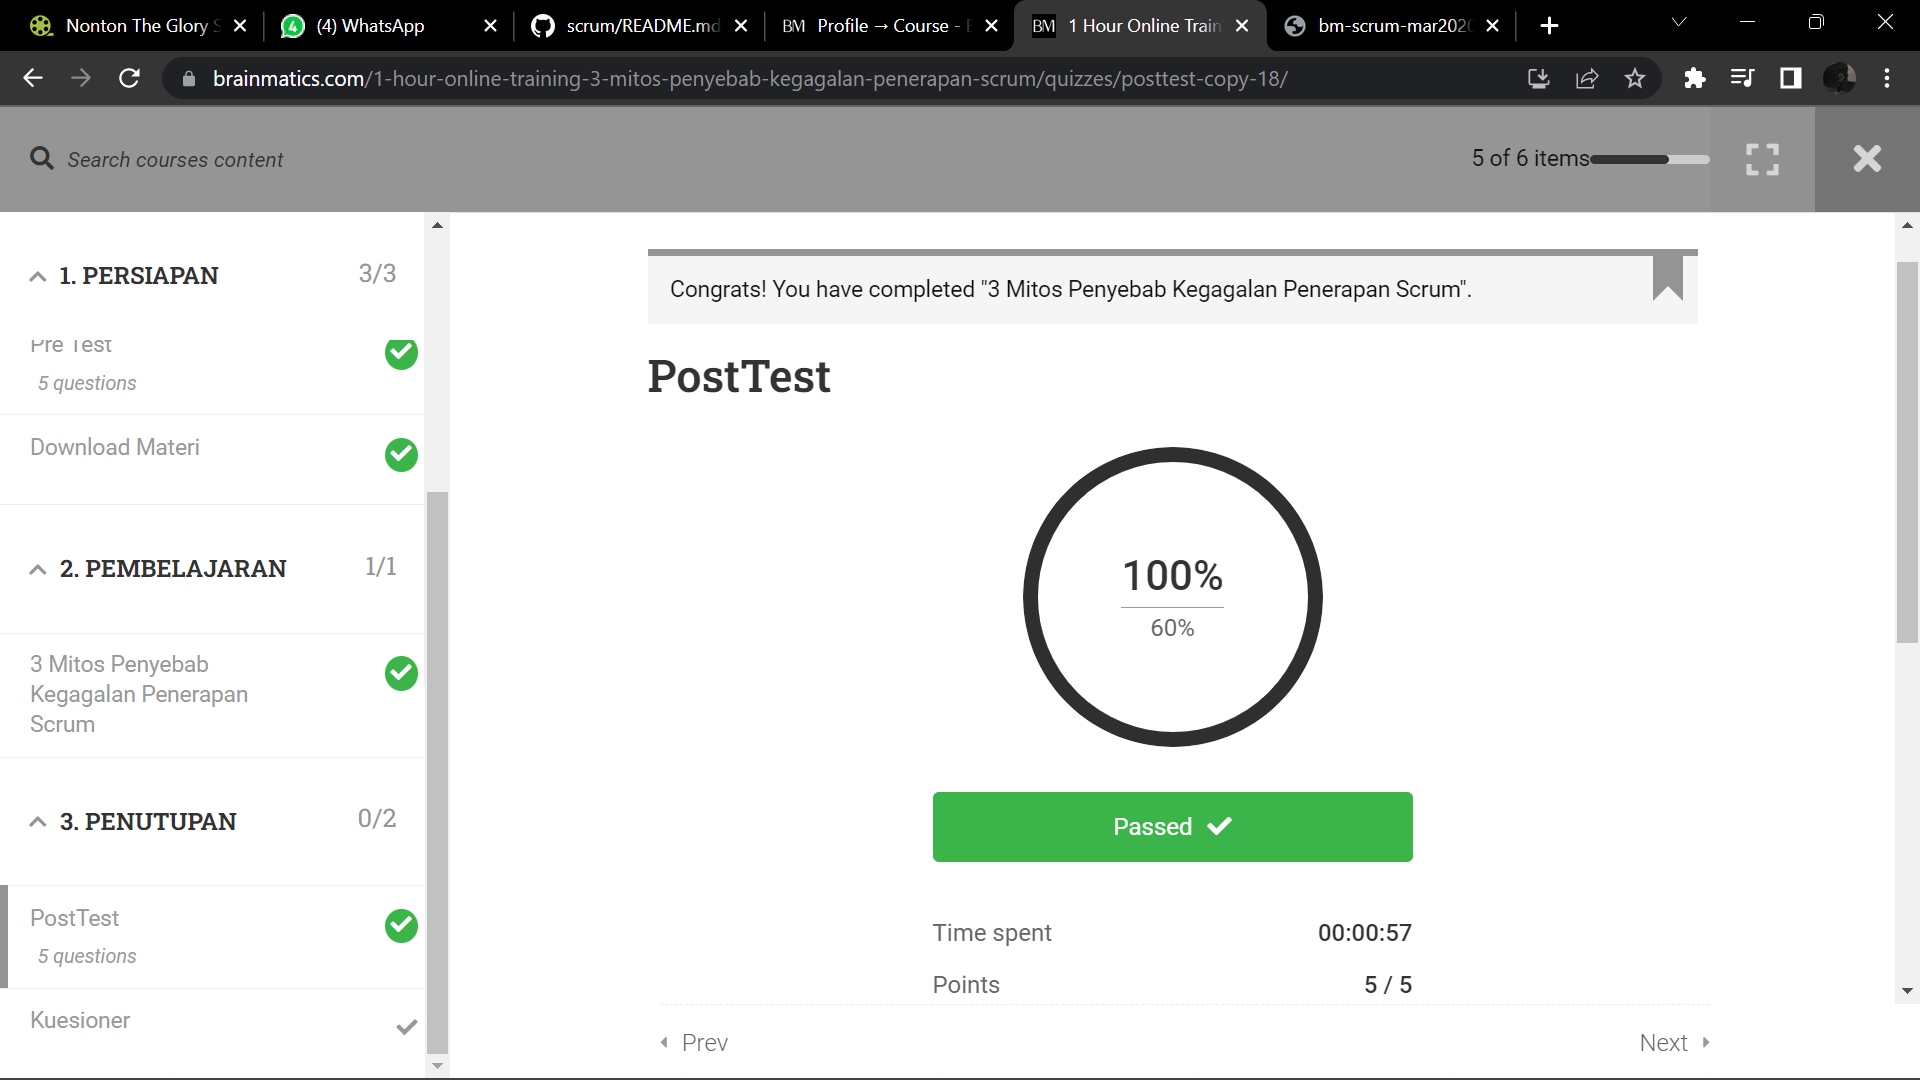 Nonton The Glory S
(4) WhatsApp
scrum/README.md
BM Profile → Course - B
BM 1 Hour Online Train
bm-scrum-mar2020
brainmatics.com/1-hour-online-training-3-mitos-penyebab-kegagalan-penerapan-scrum/quizzes/posttest-copy-18/
Search courses content
5 of 6 items
1. PERSIAPAN 3/3
Pre Test
5 questions
Download Materi
2. PEMBELAJARAN 1/1
3 Mitos Penyebab
Kegagalan Penerapan
Scrum
3. PENUTUPAN 0/2
PostTest
5 questions
Kuesioner
Congrats! You have completed "3 Mitos Penyebab Kegagalan Penerapan Scrum".
PostTest
100%
60%
Passed
Time spent 00:00:57
Points 5 / 5
Prev
Next